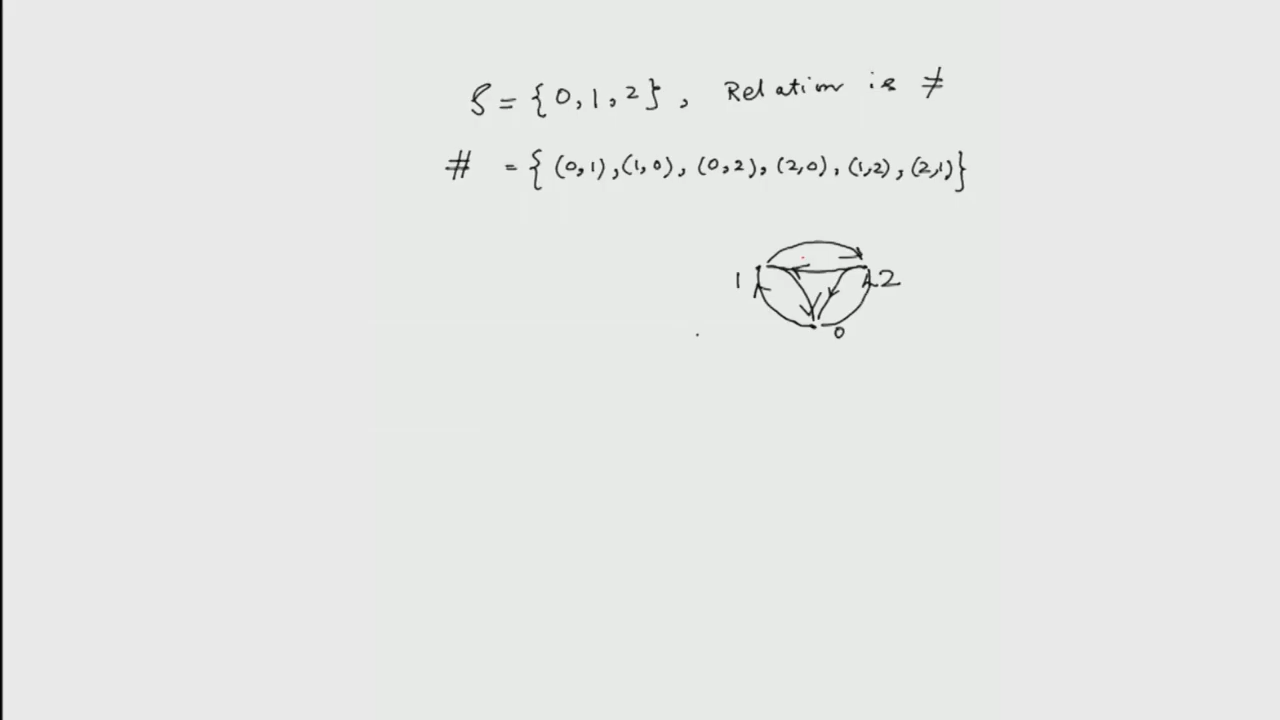 S = {0, 1, 2}, Relation is ≠
≠ = { (0,1), (1,0), (0,2), (2,0), (1,2), (2,1)}
1 2
0